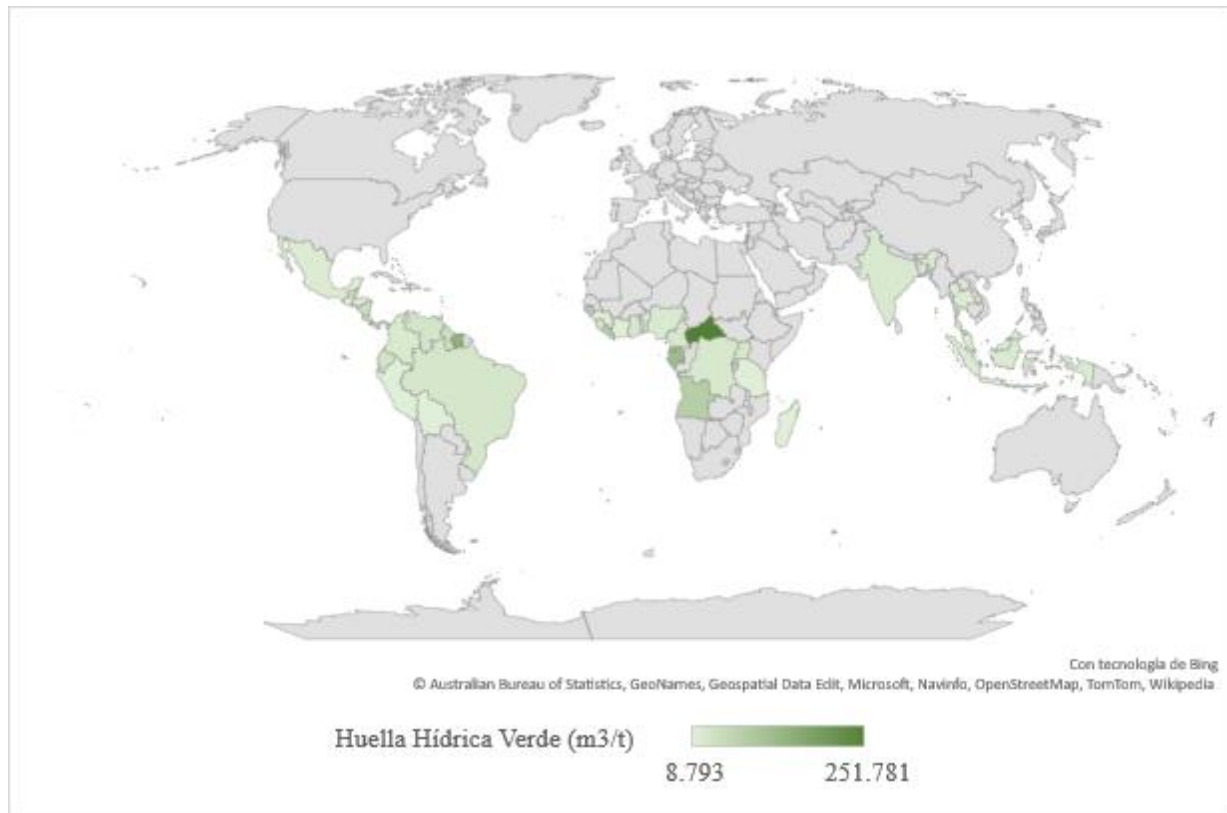 Con tecnología de Bing
© Australian Bureau of Statistics, GeoNames, Geospatial Data Edit, Microsoft, Navinfo, OpenStreetMap, TomTom, Wikipedia
Huella Hídrica Verde (m3/t)
8.793 251.781